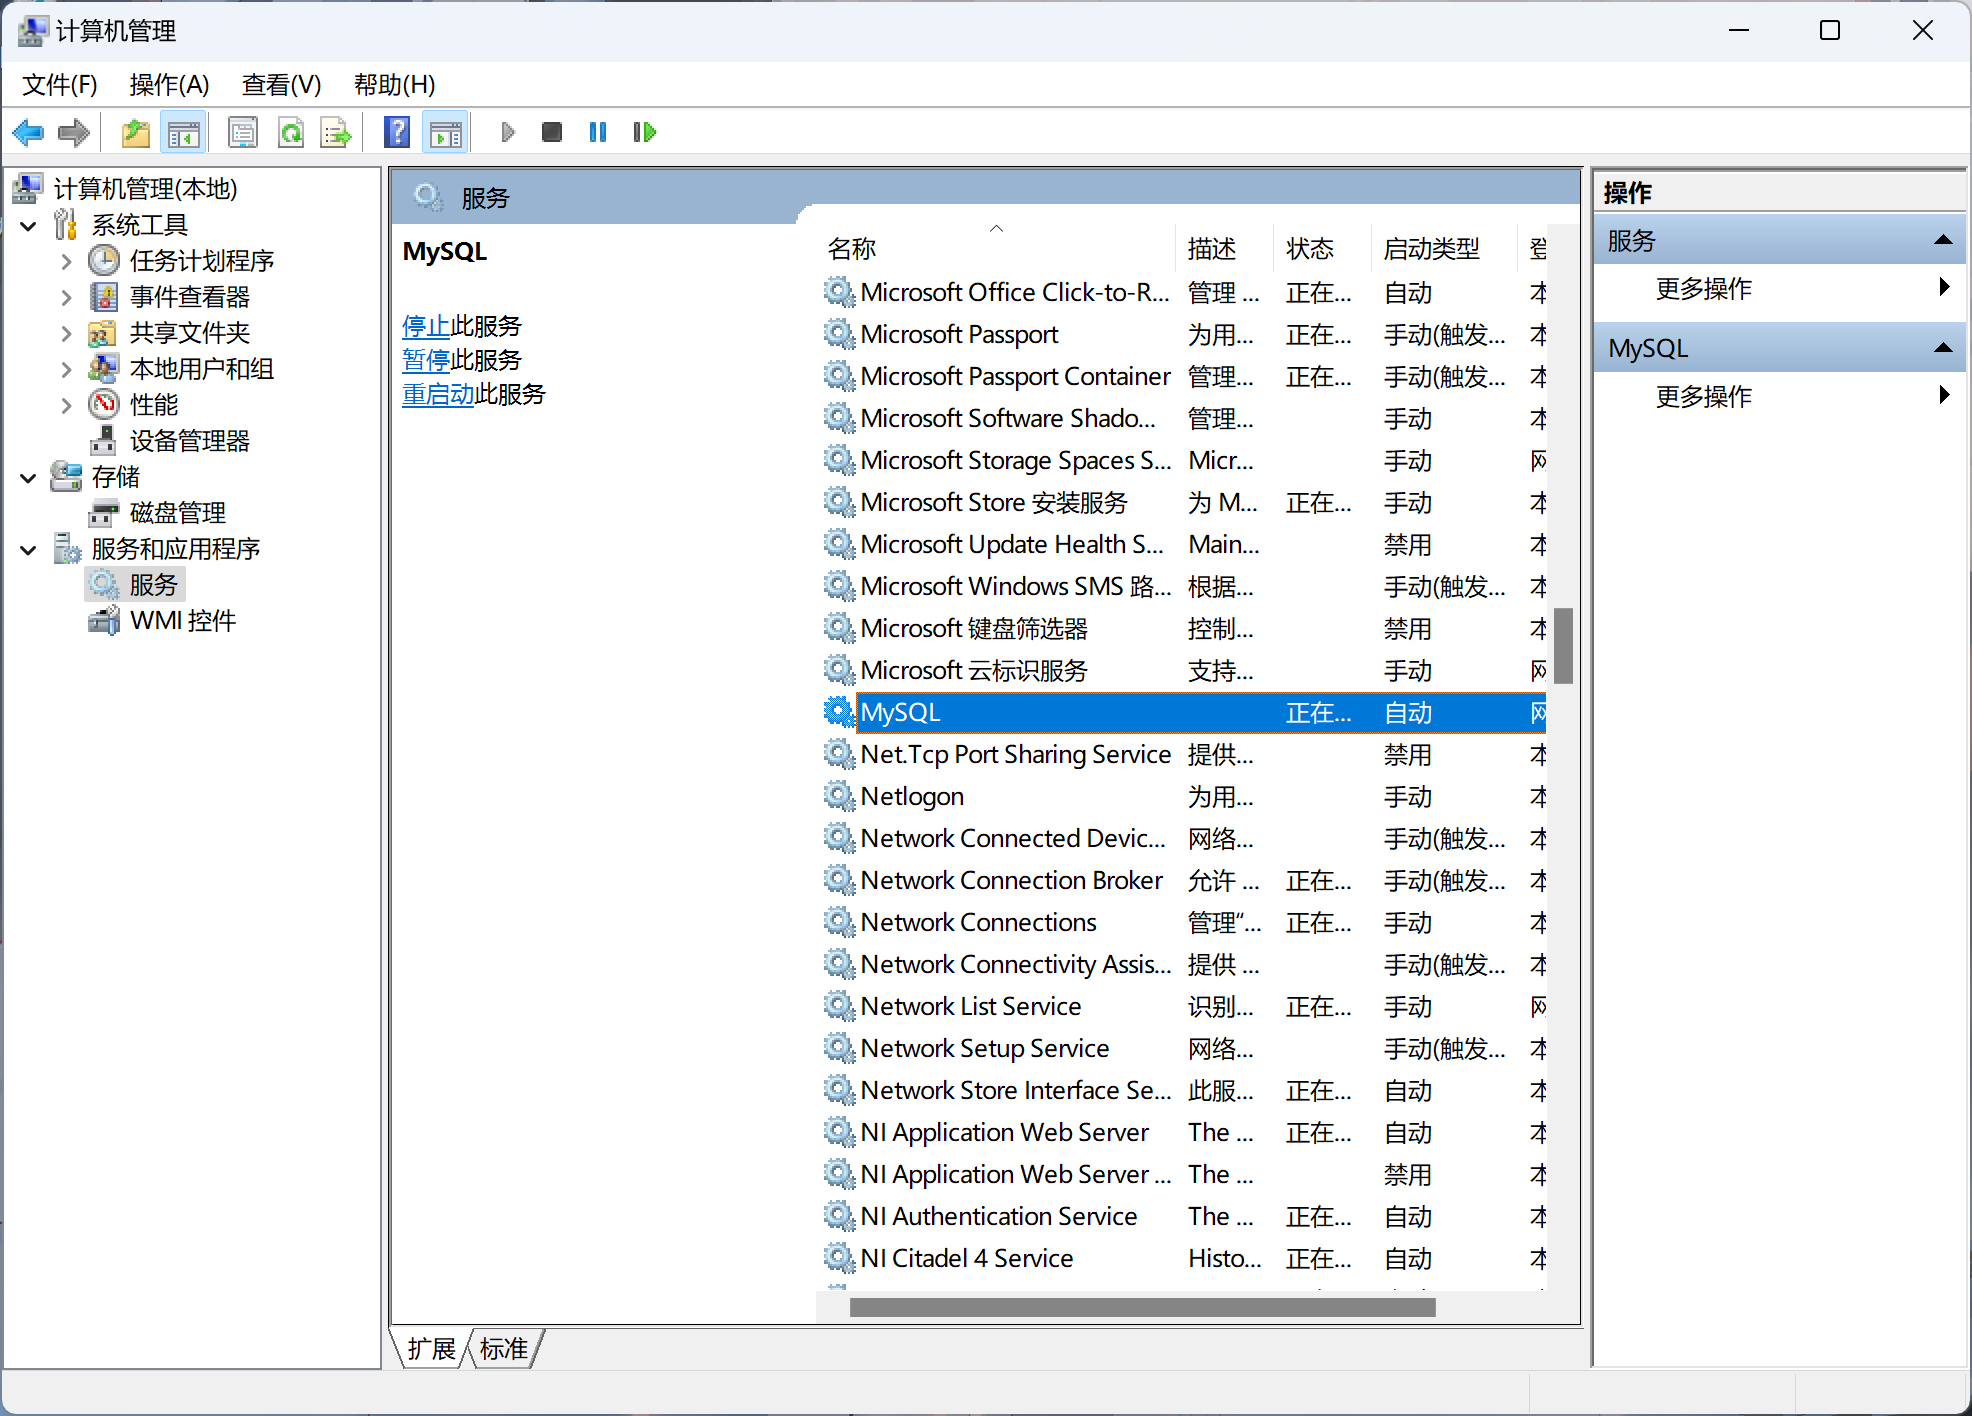 计算机管理
文件(F) 操作(A) 查看(V) 帮助(H)
计算机管理(本地)
系统工具
任务计划程序
事件查看器
共享文件夹
本地用户和组
性能
设备管理器
存储
磁盘管理
服务和应用程序
服务
WMI 控件
服务
MySQL
停止此服务
暂停此服务
重启动此服务
名称 描述 状态 启动类型 登
Microsoft Office Click-to-R... 管理 ... 正在... 自动 本
Microsoft Passport 为用... 正在... 手动(触发... 本
Microsoft Passport Container 管理... 正在... 手动(触发... 本
Microsoft Software Shado... 管理... 手动 本
Microsoft Storage Spaces S... Micr... 手动 网
Microsoft Store 安装服务 为 M... 正在... 手动 本
Microsoft Update Health S... Main... 禁用 本
Microsoft Windows SMS 路... 根据... 手动(触发... 本
Microsoft 键盘筛选器 控制... 禁用 本
Microsoft 云标识服务 支持... 手动 网
MySQL 正在... 自动 网
Net.Tcp Port Sharing Service 提供... 禁用 本
Netlogon 为用... 手动 本
Network Connected Devic... 网络... 手动(触发... 本
Network Connection Broker 允许 ... 正在... 手动(触发... 本
Network Connections 管理“... 正在... 手动 本
Network Connectivity Assis... 提供 ... 手动(触发... 本
Network List Service 识别... 正在... 手动 网
Network Setup Service 网络... 手动(触发... 本
Network Store Interface Se... 此服... 正在... 自动 本
NI Application Web Server The ... 正在... 自动 本
NI Application Web Server ... The ... 禁用 本
NI Authentication Service The ... 正在... 自动 本
NI Citadel 4 Service Histo... 正在... 自动 本
扩展 标准
操作
服务
更多操作
MySQL
更多操作